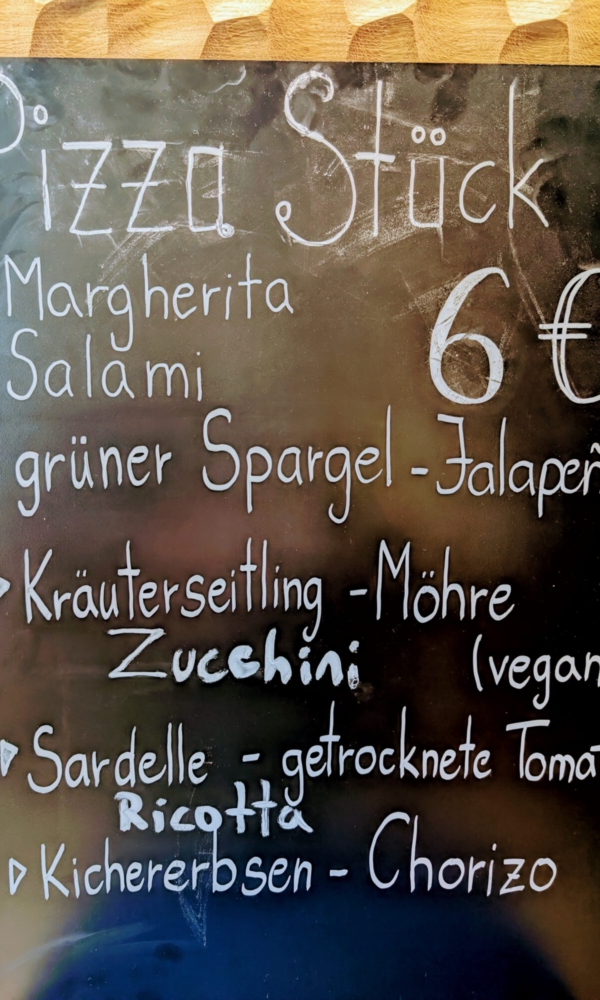 Pizza Stück
Margherita
6 €
Salami
grüner Spargel - Jalapeñ
Kräuterseitling - Möhre
Zucchini (vegan
Sardelle - getrocknete Tomat
Ricotta
Kichererbsen - Chorizo